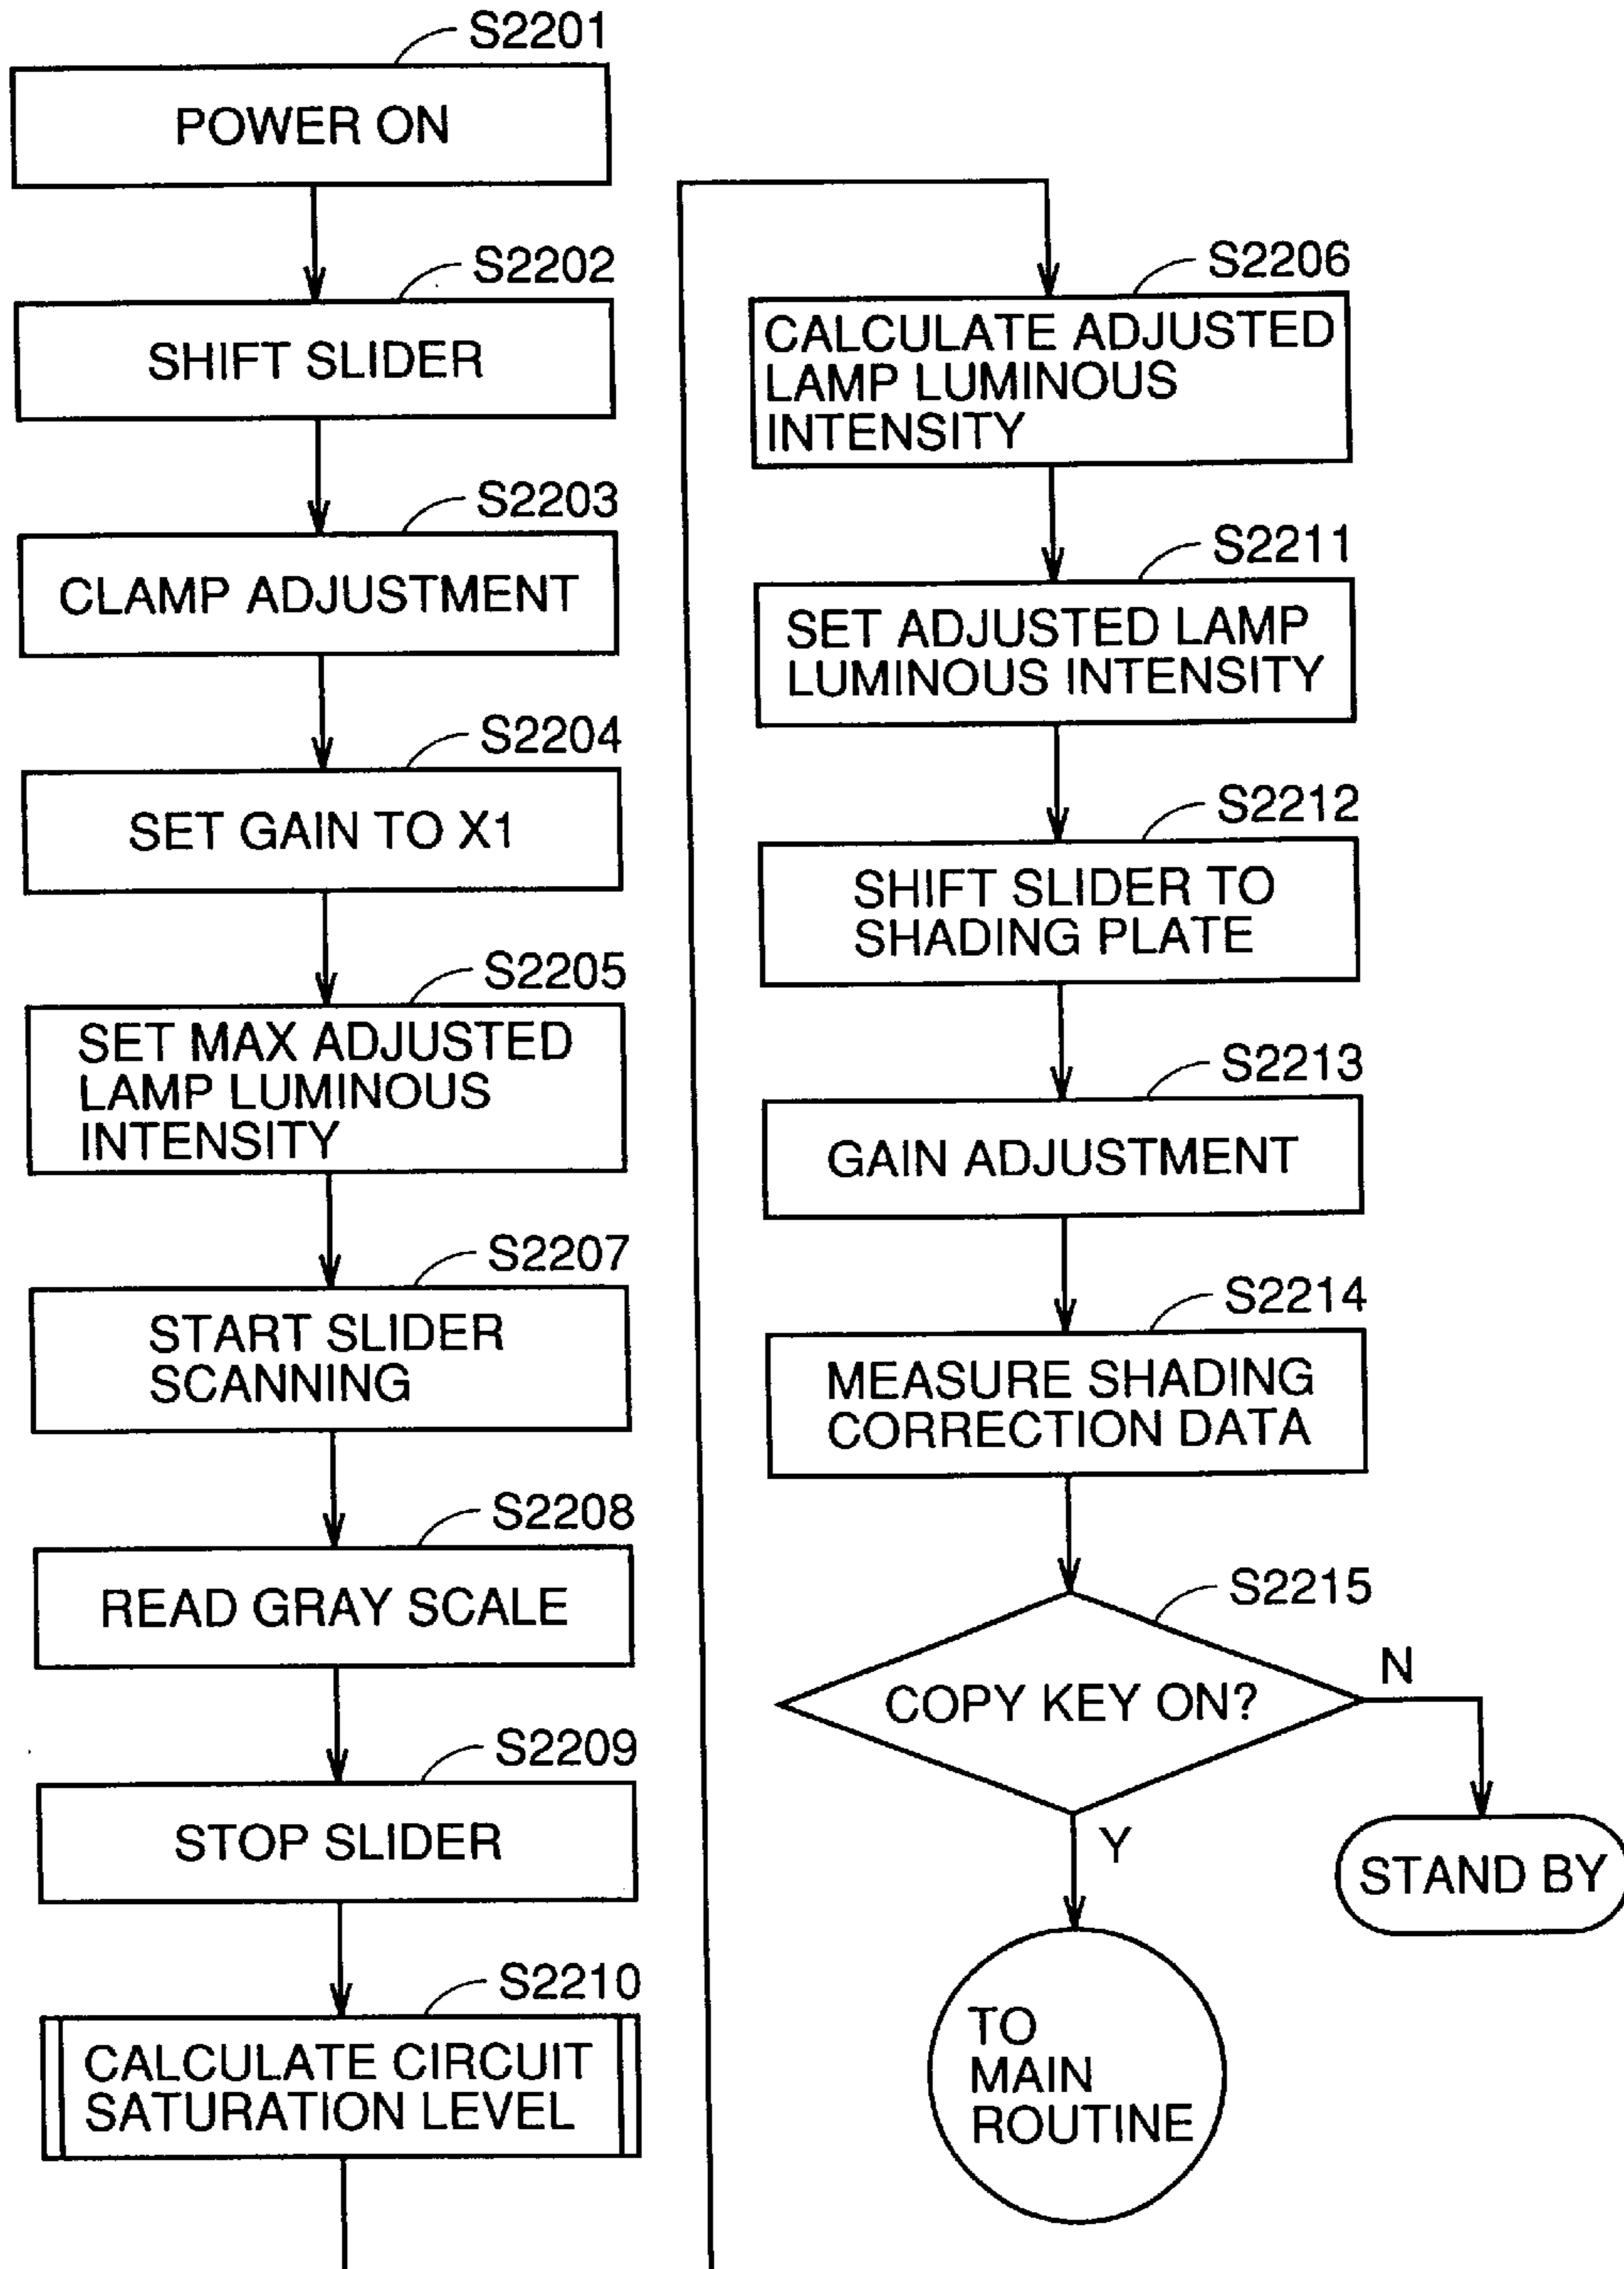 S2201
POWER ON
S2202
SHIFT SLIDER
S2203
CLAMP ADJUSTMENT
S2204
SET GAIN TO X1
S2205
SET MAX ADJUSTED
LAMP LUMINOUS
INTENSITY
S2207
START SLIDER
SCANNING
S2208
READ GRAY SCALE
S2209
STOP SLIDER
S2210
CALCULATE CIRCUIT
SATURATION LEVEL
S2206
CALCULATE ADJUSTED
LAMP LUMINOUS
INTENSITY
S2211
SET ADJUSTED LAMP
LUMINOUS INTENSITY
S2212
SHIFT SLIDER TO
SHADING PLATE
S2213
GAIN ADJUSTMENT
S2214
MEASURE SHADING
CORRECTION DATA
S2215
COPY KEY ON?
N
Y
STAND BY
TO
MAIN
ROUTINE